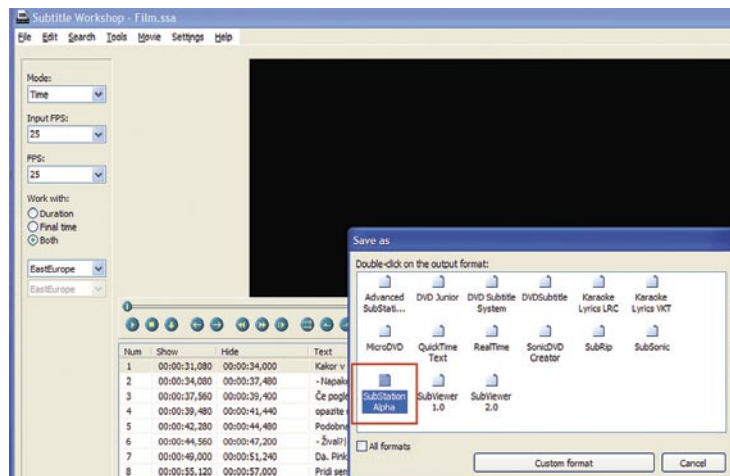 Subtitle Workshop - Film.ssa
File Edit Search Tools Movie Settings Help
Mode:
Time
Input FPS:
25
FPS:
25
Work with:
Duration
Final time
Both
EastEurope
EastEurope
Num Show Hide Text
1 00:00:31,080 00:00:34,000 Kakor v
2 00:00:34,080 00:00:37,480 - Napak
3 00:00:37,560 00:00:39,400 Če pogle
4 00:00:39,480 00:00:41,440 opazite
5 00:00:42,280 00:00:44,480 Podobna
6 00:00:44,560 00:00:47,200 - Žval?|
7 00:00:49,000 00:00:51,240 Da. Pink
8 00:00:55,120 00:00:57,000 Pridi sem
Save as
Double-click on the output format:
Advanced SubStati... DVD Junior DVD Subtitle System DVDSubtitle Karaoke Lyrics LRC Karaoke Lyrics VKT
MicroDVD QuickTime Text RealTime SonicDVD Creator SubRip SubSonic
SubStation Alpha SubViewer 1.0 SubViewer 2.0
All formats
Custom format Cancel